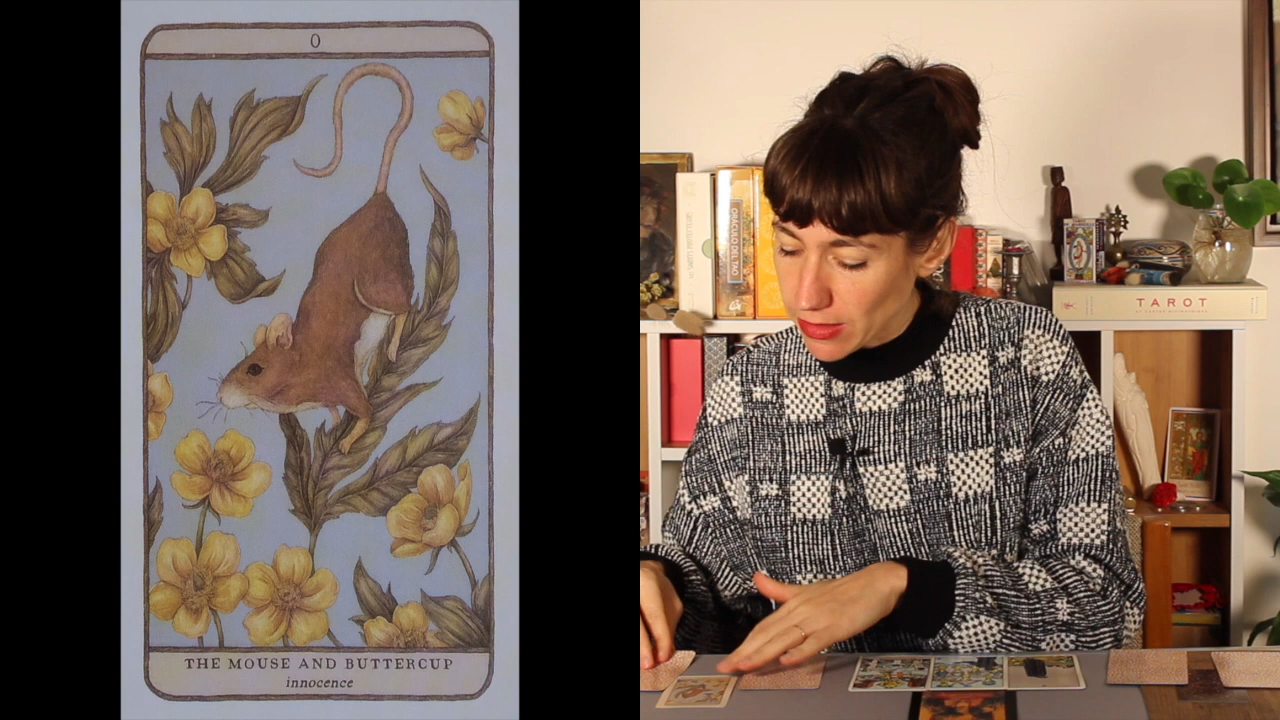 0
THE MOUSE AND BUTTERCUP
innocence
ORACULO DEL TAO
TAROT